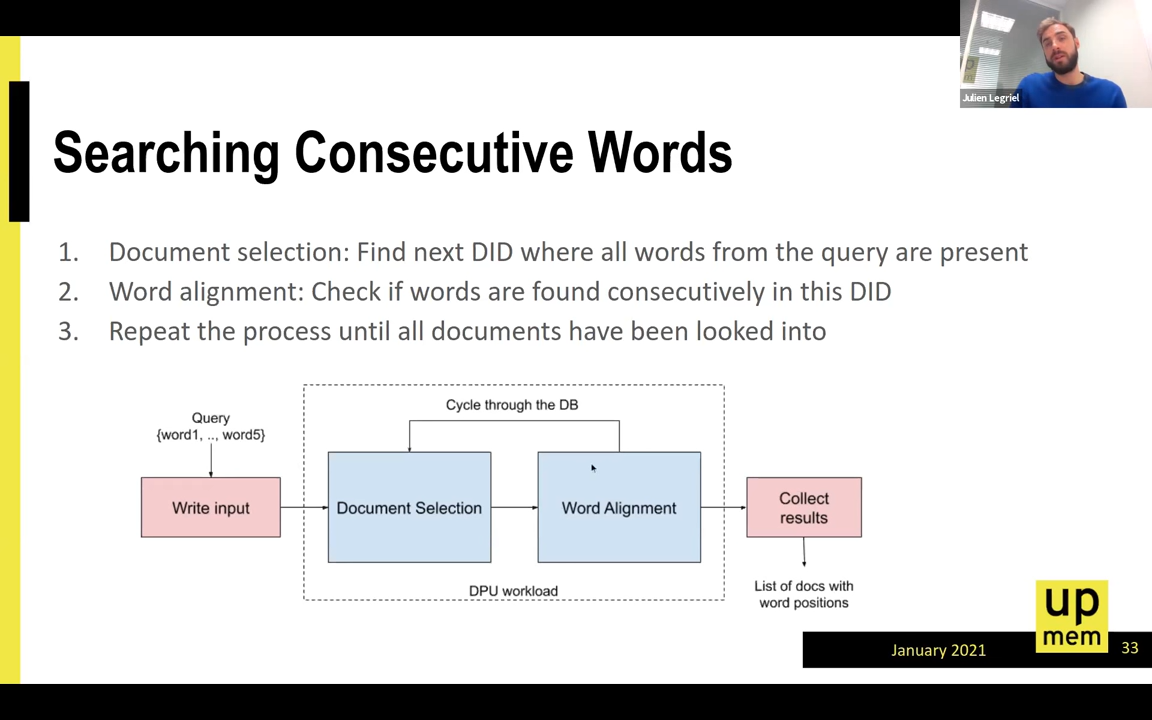 Julien Legriel
Searching Consecutive Words
1. Document selection: Find next DID where all words from the query are present
2. Word alignment: Check if words are found consecutively in this DID
3. Repeat the process until all documents have been looked into
Cycle through the DB
Query
{word1, .., word5}
Write input
Document Selection
Word Alignment
Collect
results
DPU workload
List of docs with
word positions
up
mem
January 2021
33